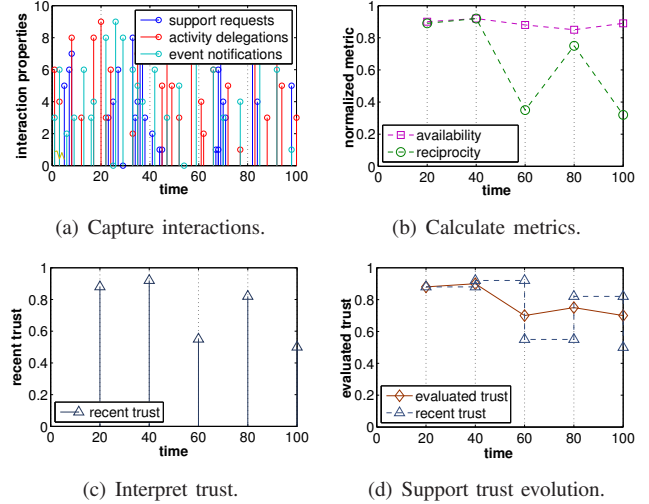 interaction properties
10
8
6
4
2
0
support requests
activity delegations
event notifications
0 20 40 60 80 100
time
(a) Capture interactions.
normalized metric
1
0.8
0.6
0.4
0.2
0
availability
reciprocity
0 20 40 60 80 100
time
(b) Calculate metrics.
recent trust
1
0.8
0.6
0.4
0.2
0
recent trust
0 20 40 60 80 100
time
(c) Interpret trust.
evaluated trust
1
0.8
0.6
0.4
0.2
0
evaluated trust
recent trust
0 20 40 60 80 100
time
(d) Support trust evolution.